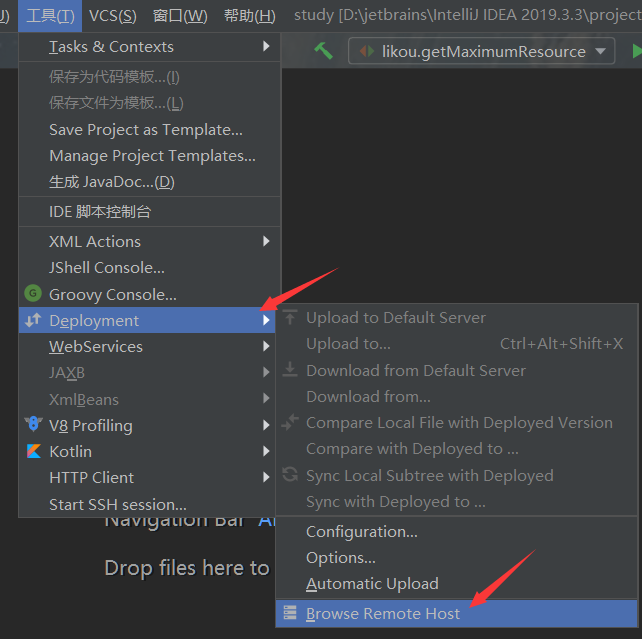 工具(T) VCS(S) 窗口(W) 帮助(H) study [D:\jetbrains\IntelliJ IDEA 2019.3.3\project
likou.getMaximumResource
Tasks & Contexts
保存为代码模板...(I)
保存文件为模板...(L)
Save Project as Template...
Manage Project Templates...
生成 JavaDoc...(D)
IDE 脚本控制台
XML Actions
JShell Console...
G Groovy Console...
Deployment
WebServices
JAXB
XmlBeans
V8 Profiling
Kotlin
HTTP Client
Start SSH session...
Upload to Default Server
Upload to... Ctrl+Alt+Shift+X
Download from Default Server
Download from...
Compare Local File with Deployed Version
Compare with Deployed to ...
Sync Local Subtree with Deployed
Sync with Deployed to ...
Configuration...
Options...
Automatic Upload
Browse Remote Host
Navigation Bar
Drop files here to